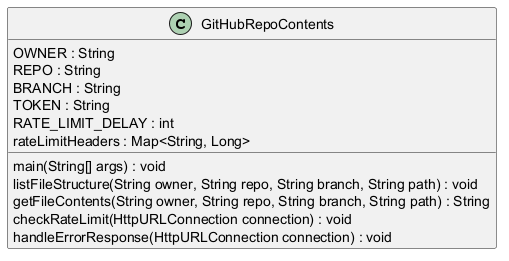 C GitHubRepoContents
OWNER : String
REPO : String
BRANCH : String
TOKEN : String
RATE_LIMIT_DELAY : int
rateLimitHeaders : Map<String, Long>
main(String[] args) : void
listFileStructure(String owner, String repo, String branch, String path) : void
getFileContents(String owner, String repo, String branch, String path) : String
checkRateLimit(HttpURLConnection connection) : void
handleErrorResponse(HttpURLConnection connection) : void